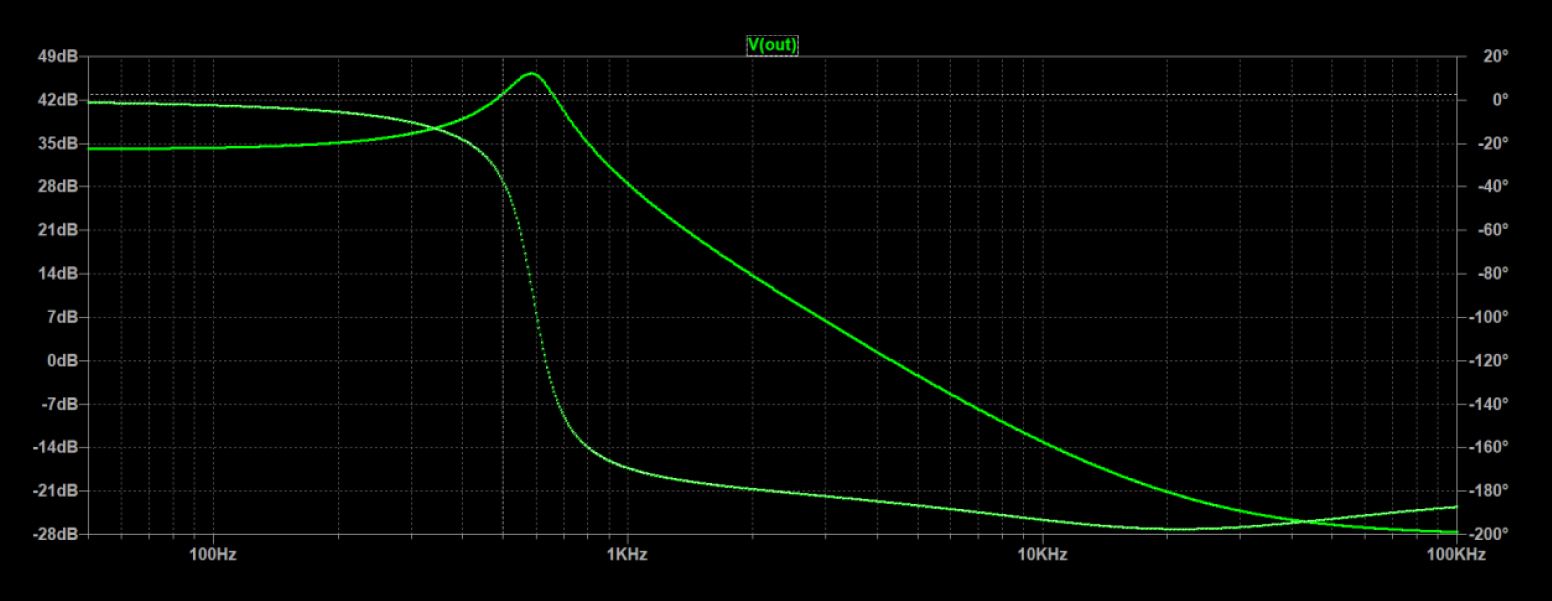 V(out)
49dB 20°
42dB 0°
35dB -20°
28dB -40°
21dB -60°
14dB -80°
7dB -100°
0dB -120°
-7dB -140°
-14dB -160°
-21dB -180°
-28dB -200°
100Hz 1KHz 10KHz 100KHz